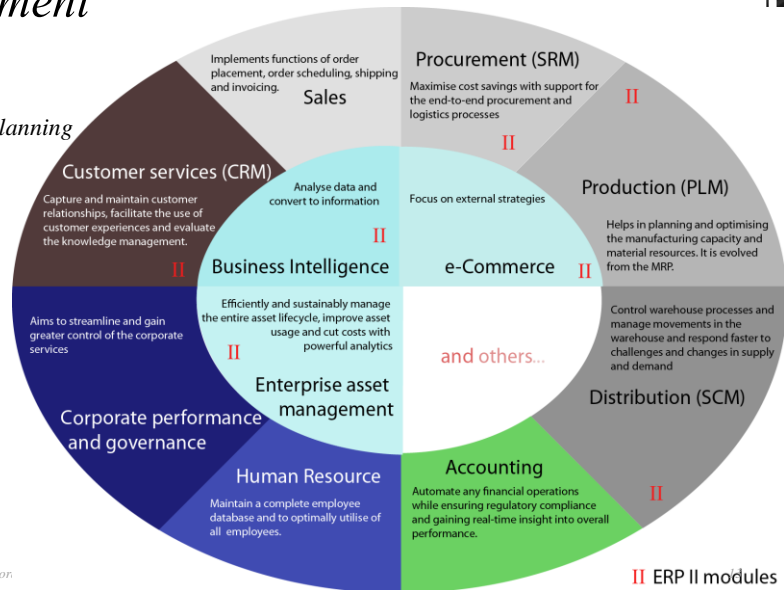 ment
lanning
Implements functions of order
placement, order scheduling, shipping
and invoicing.
Sales
Procurement (SRM)
Maximise cost savings with support for
the end-to-end procurement and
logistics processes
II
II
Customer services (CRM)
Capture and maintain customer
relationships, facilitate the use of
customer experiences and evaluate
the knowledge management.
II
Analyse data and
convert to information
II
Business Intelligence
Focus on external strategies
e-Commerce
II
Production (PLM)
Helps in planning and optimising
the manufacturing capacity and
material resources. It is evolved
from the MRP.
Aims to streamline and gain
greater control of the corporate
services
Corporate performance
and governance
Efficiently and sustainably manage
the entire asset lifecycle, improve asset
usage and cut costs with
powerful analytics
II
Enterprise asset
management
and others...
Control warehouse processes and
manage movements in the
warehouse and respond faster to
challenges and changes in supply
and demand
Distribution (SCM)
II
Human Resource
Maintain a complete employee
database and to optimally utilise of
all employees.
Accounting
Automate any financial operations
while ensuring regulatory compliance
and gaining real-time insight into overall
performance.
II ERP II modules